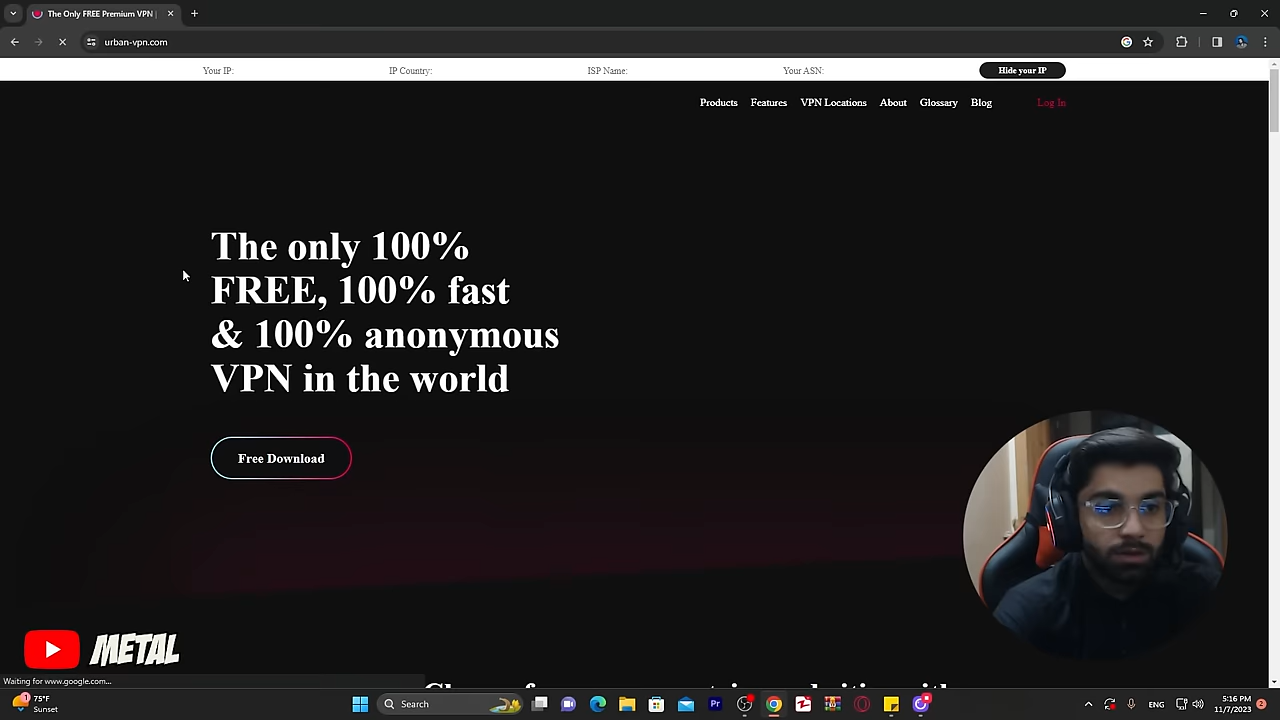 The Only FREE Premium VPN |
urban-vpn.com
Your IP:
IP Country:
ISP Name:
Your ASN:
Hide your IP
Products
Features
VPN Locations
About
Glossary
Blog
Log In
The only 100%
FREE, 100% fast
& 100% anonymous
VPN in the world
Free Download
METAL
Waiting for www.google.com...
75°F
Sunset
Search
Pr
ENG
5:16 PM
11/7/2023